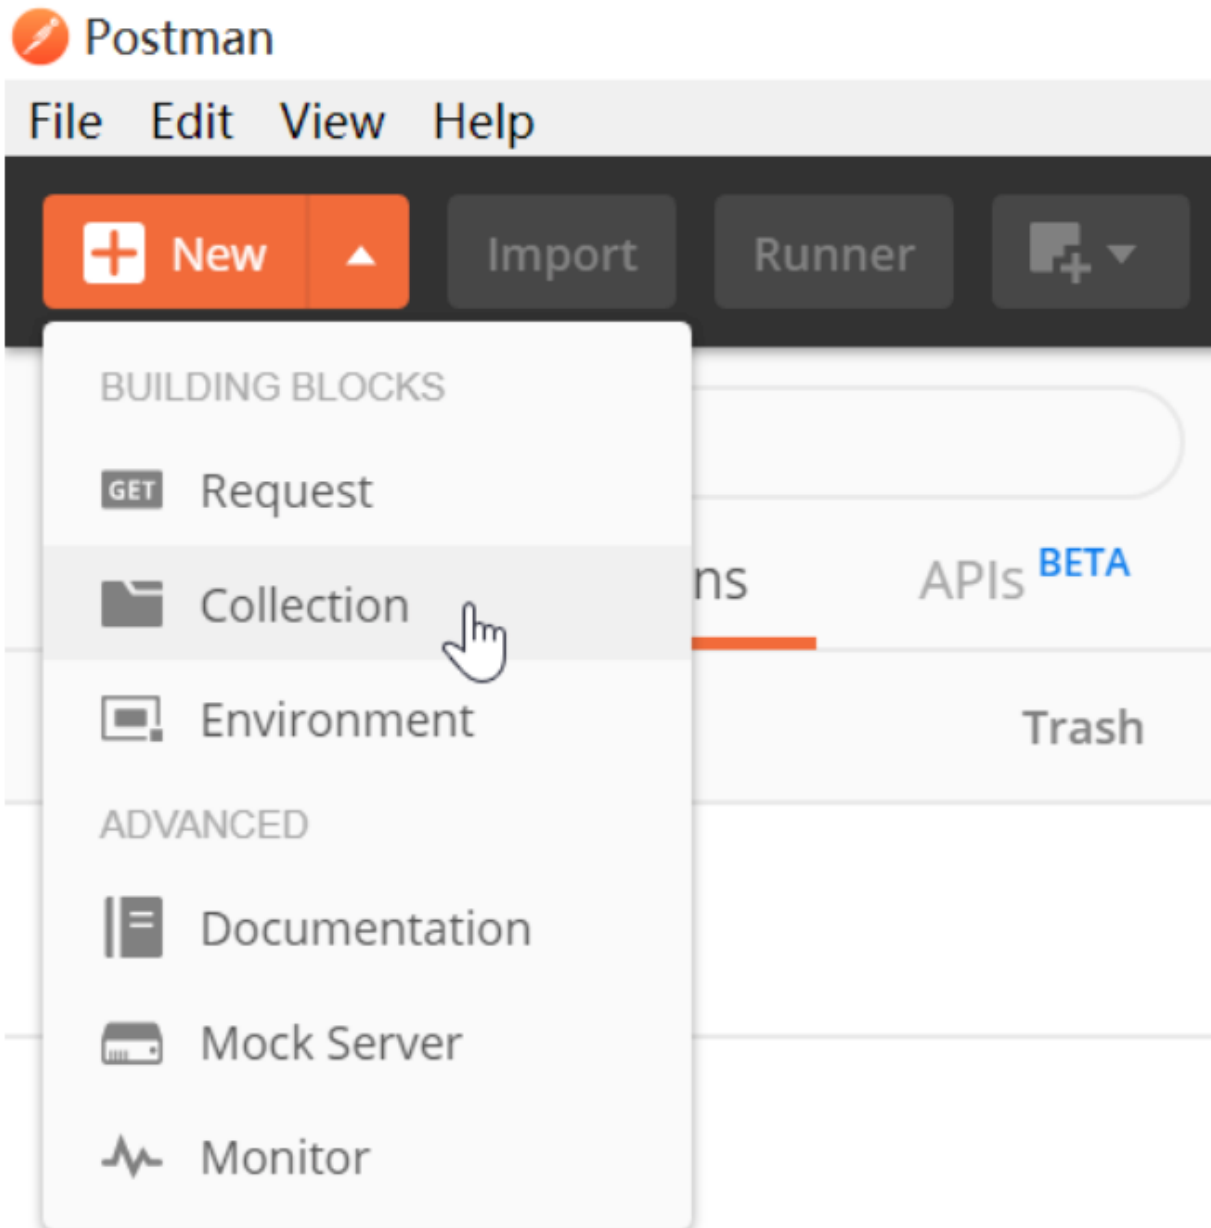 Postman
File Edit View Help
New Import Runner
BUILDING BLOCKS
GET Request
Collection
ns APIs BETA
Environment
Trash
ADVANCED
Documentation
Mock Server
Monitor